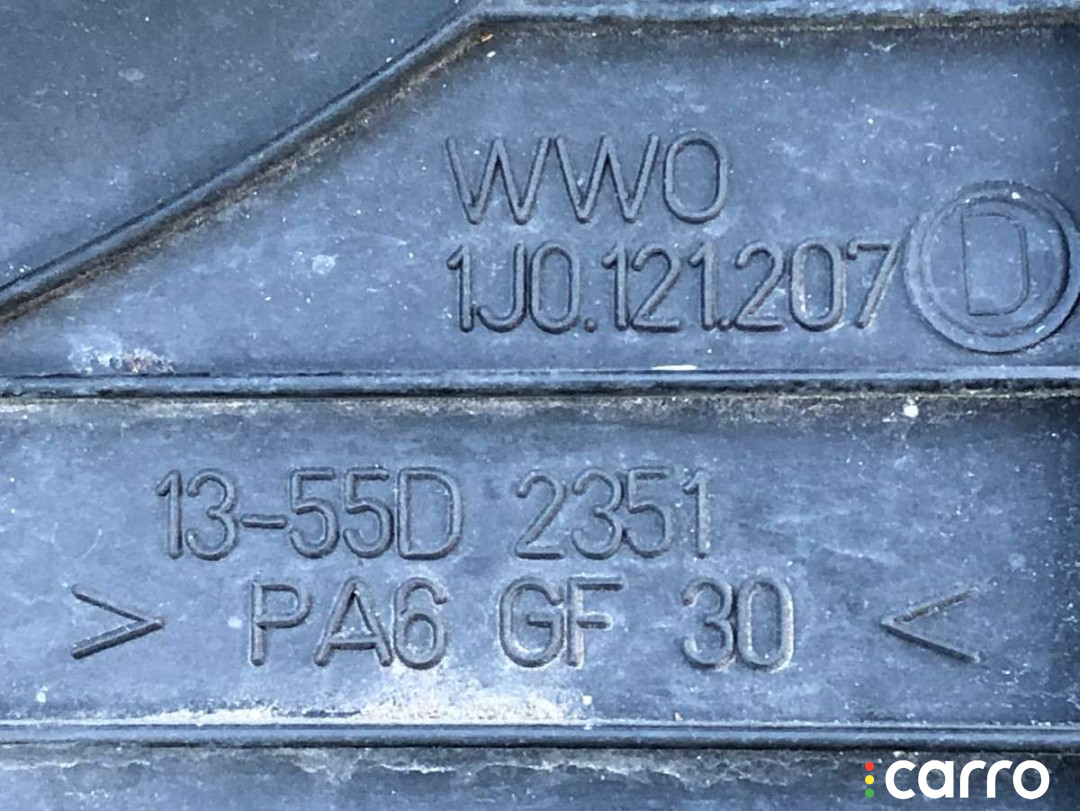 WWO
1J0.121.207 D
13-55D 2351
> PA6 GF 30 <
carro